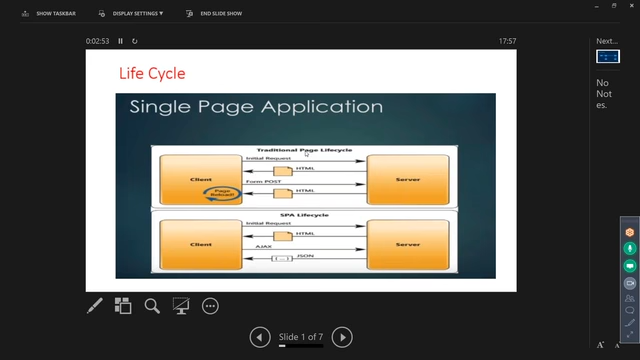 SHOW TASKBAR
DISPLAY SETTINGS
END SLIDE SHOW
0:02:53
17:57
Life Cycle
Single Page Application
Traditional Page Lifecycle
Initial Request
HTML
Client
Server
Form POST
HTML
Page
Reload!
SPA Lifecycle
Initial Request
HTML
Client
Server
AJAX
JSON
{ ... }
Slide 1 of 7
Next...
No
Not
es.
A A